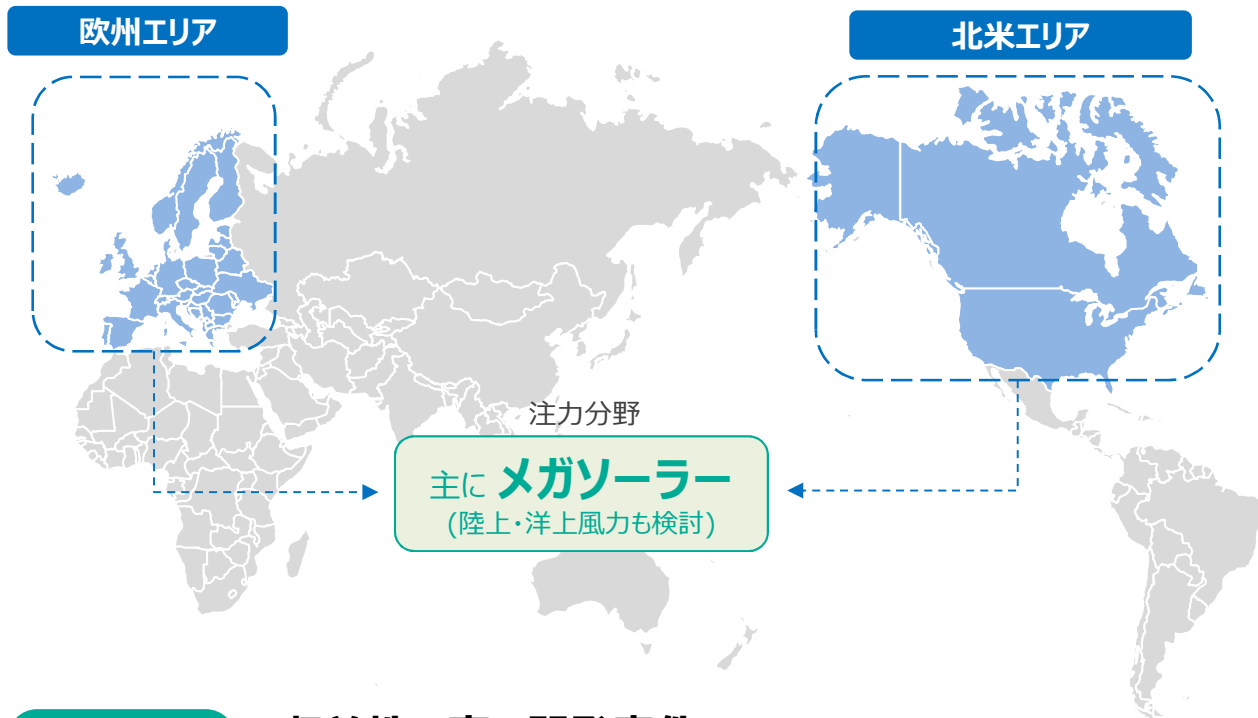 欧州エリア
北米エリア
注力分野
主に メガソーラー
(陸上・洋上風力も検討)